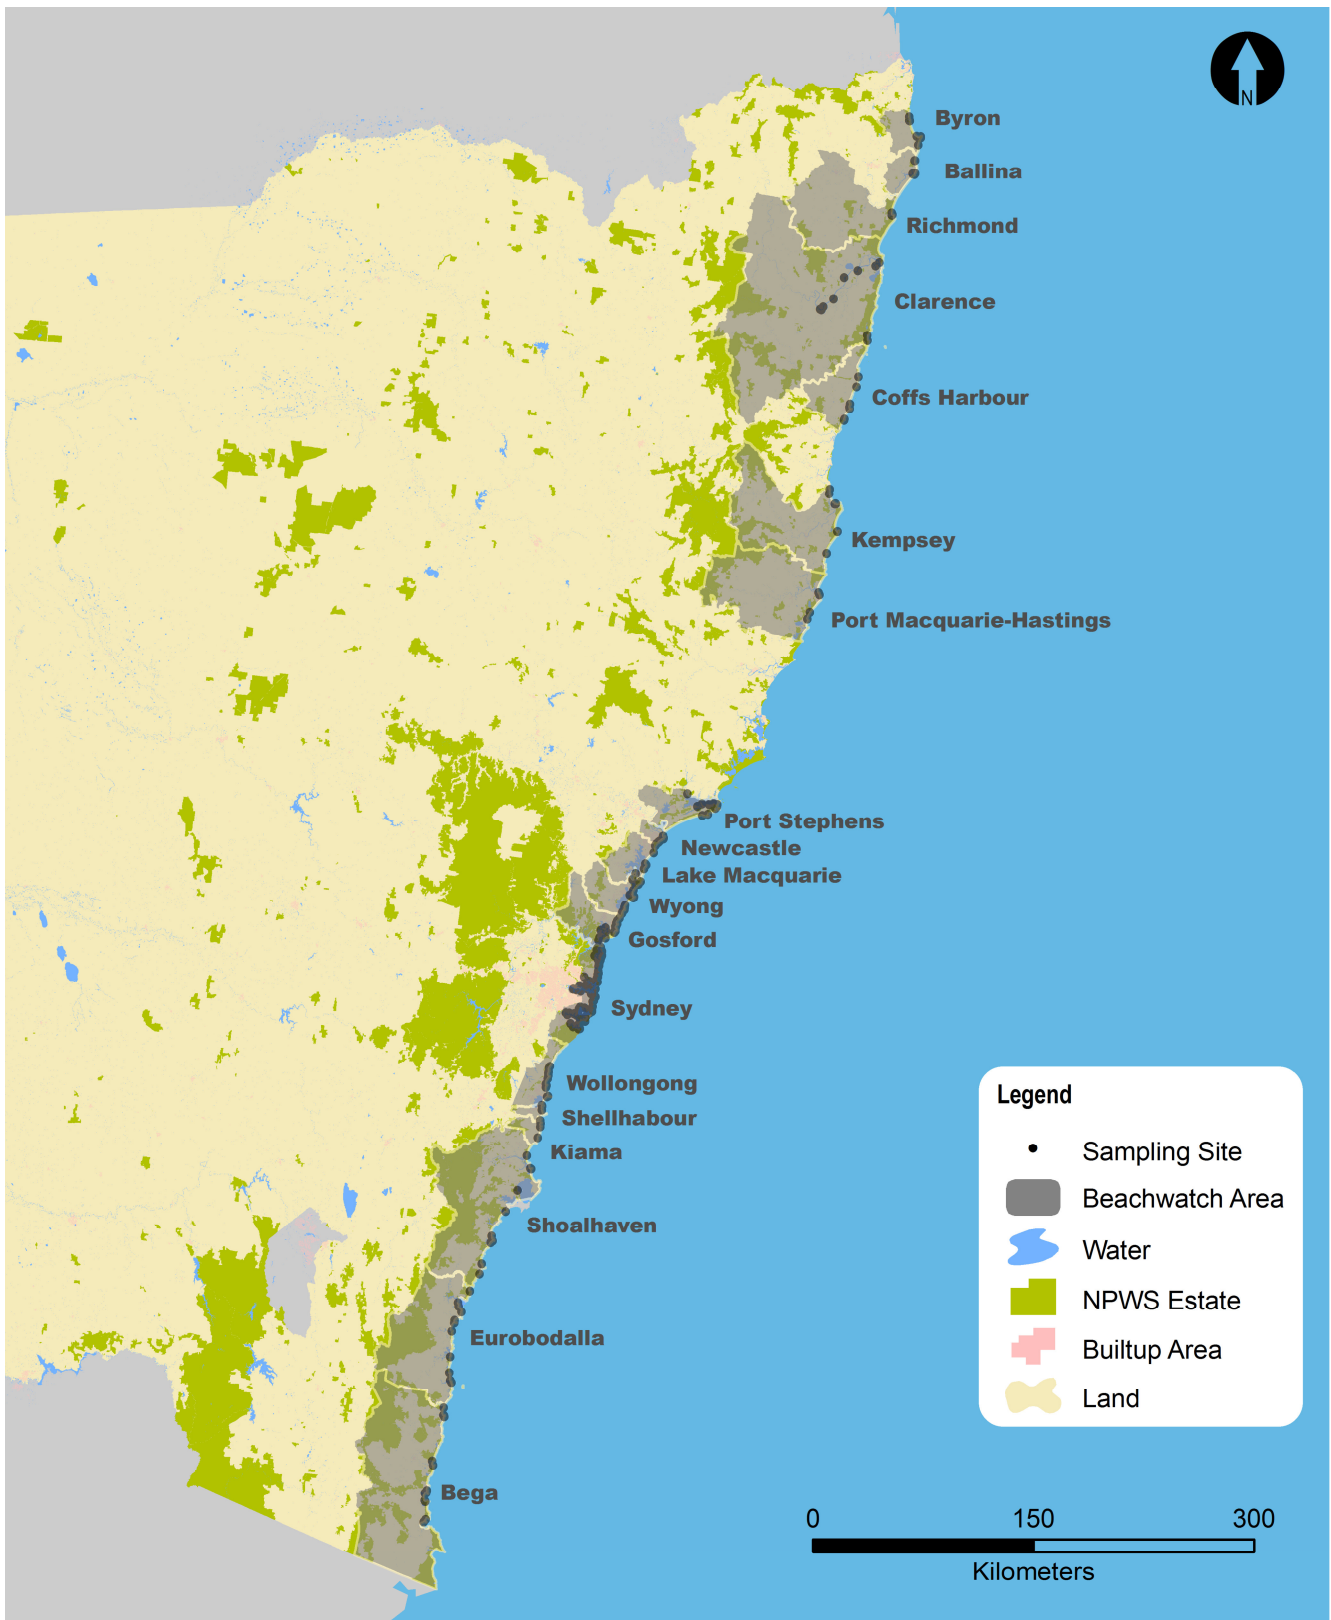 N
Byron
Ballina
Richmond
Clarence
Coffs Harbour
Kempsey
Port Macquarie-Hastings
Port Stephens
Newcastle
Lake Macquarie
Wyong
Gosford
Sydney
Wollongong
Shellhabour
Kiama
Shoalhaven
Eurobodalla
Bega
Legend
Sampling Site
Beachwatch Area
Water
NPWS Estate
Builtup Area
Land
0 150 300
Kilometers